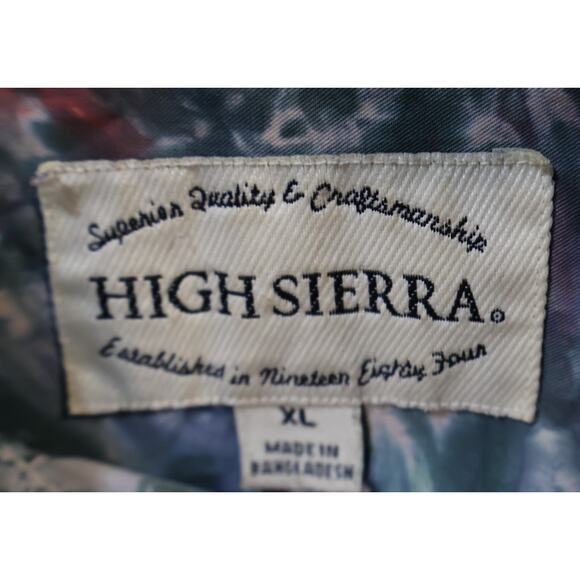 Superior Quality & Craftsmanship
HIGH SIERRA®
Established in Nineteen Eighty Four
XL
MADE IN
BANGLADESH